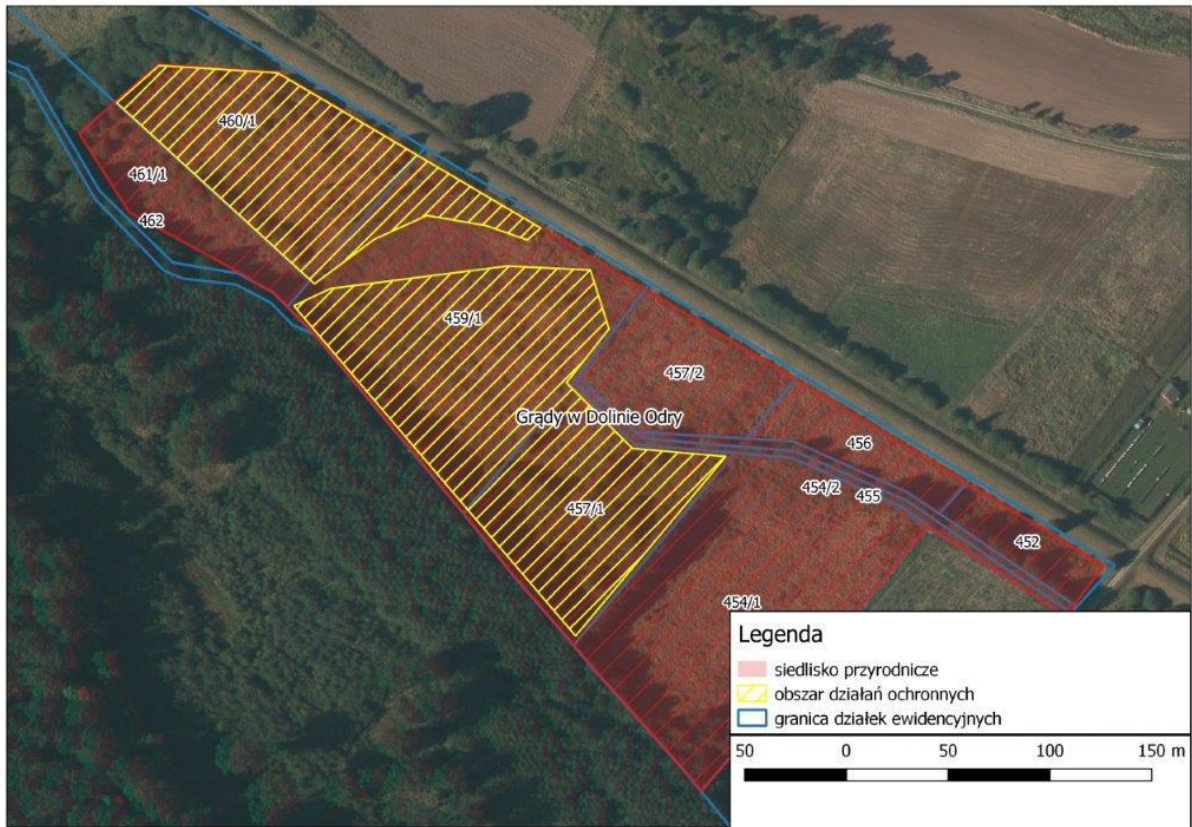 460/1
461/1
462
459/1
457/2
Grądy w Dolinie Odry
456
454/2
455
457/1
452
454/1
Legenda
siedlisko przyrodnicze
obszar działań ochronnych
granica działek ewidencyjnych
50 0 50 100 150 m